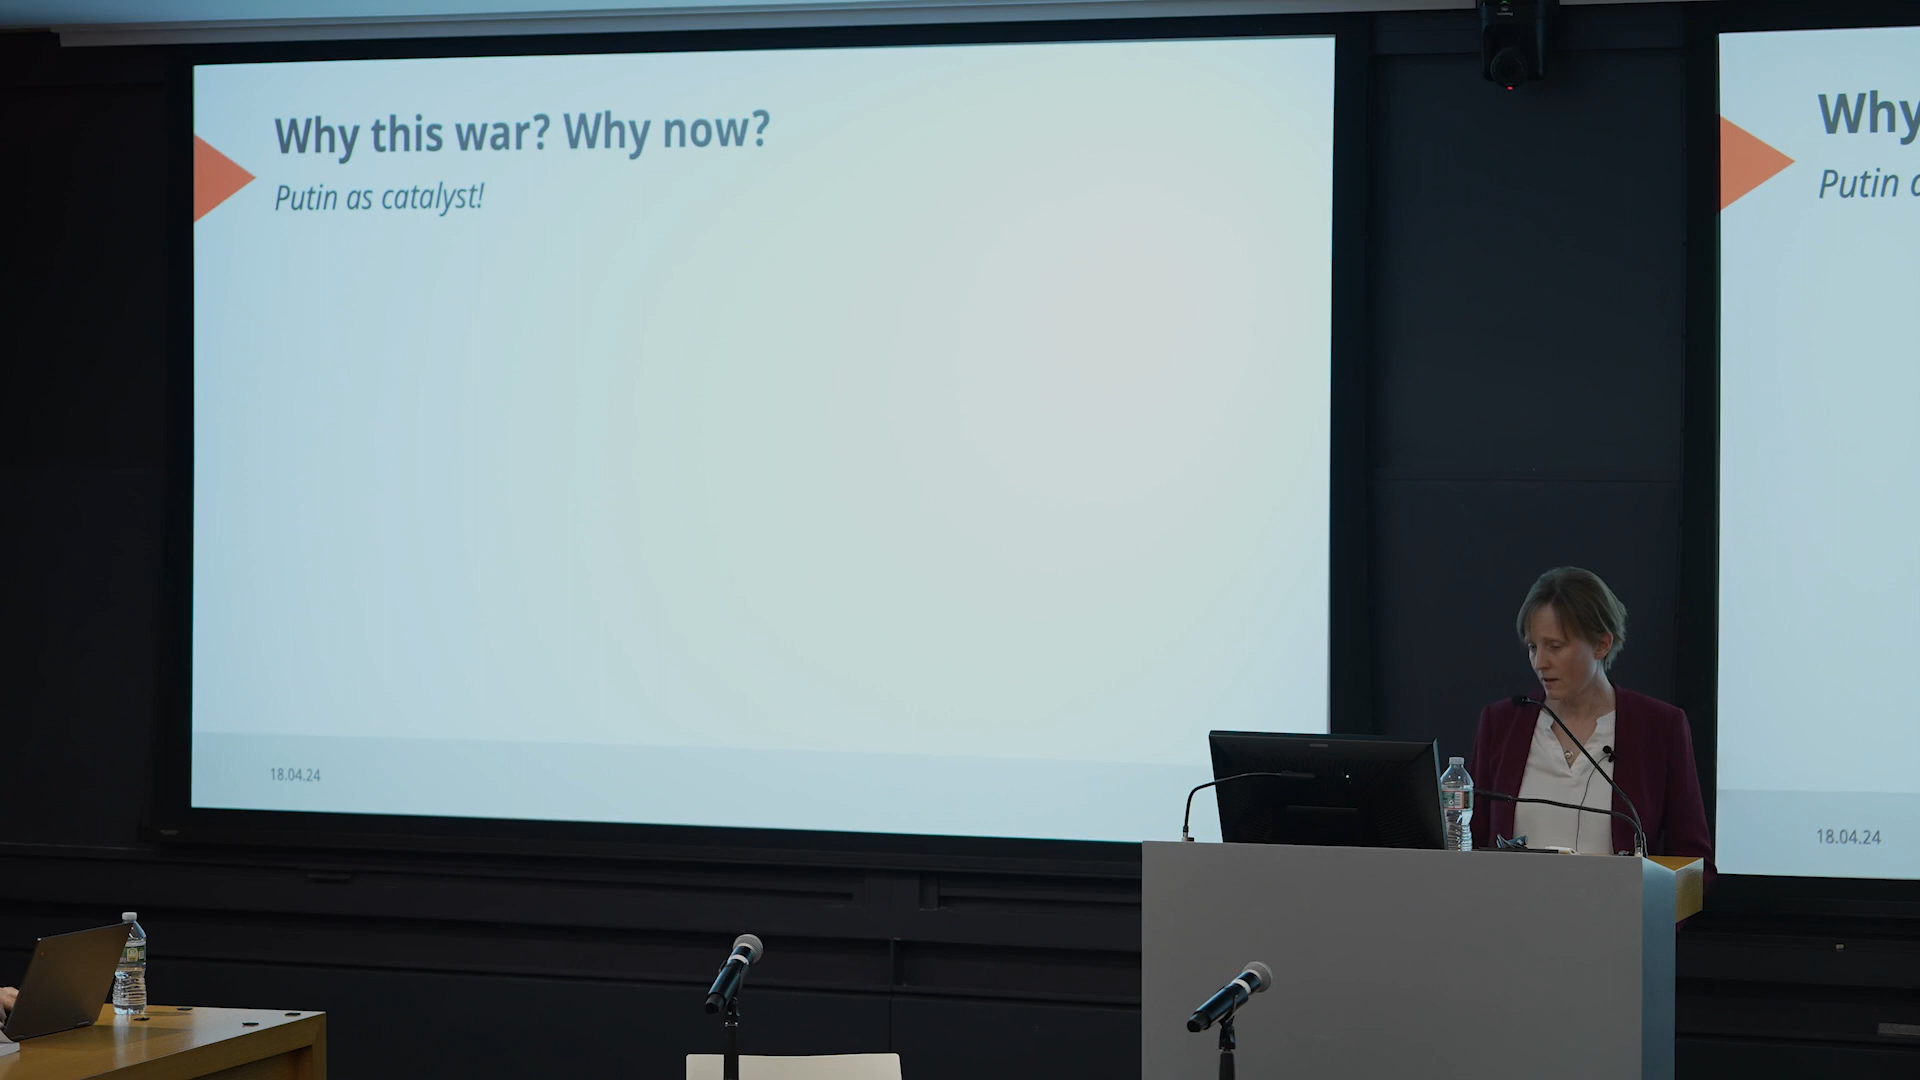 Why this war? Why now?
Putin as catalyst!
18.04.24
Why
Putin
18.04.24